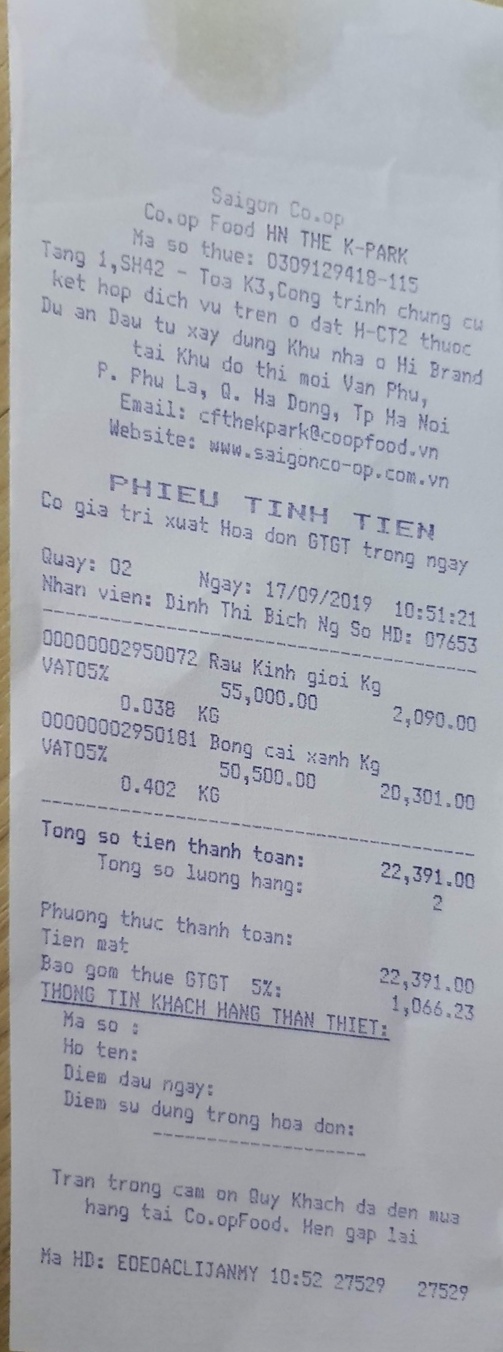 Saigon Co.op
Co.op Food HN THE K-PARK
Ma so thue: 0309129418-115
Tang 1,SH42 - Toa K3,Cong trinh chung cu
ket hop dich vu tren o dat H-CT2 thuoc
Du an Dau tu xay dung Khu nha o Hi Brand
tai Khu do thi moi Van Phu,
P. Phu La, Q. Ha Dong, Tp Ha Noi
Email: cfthekpark@coopfood.vn
Website: www.saigonco-op.com.vn
PHIEU TINH TIEN
Co gia tri xuat Hoa don GTGT trong ngay
Quay: 02 Ngay: 17/09/2019 10:51:21
Nhan vien: Dinh Thi Bich Ng So HD: 07653
00000002950072 Rau Kinh gioi Kg
VAT05% 55,000.00 2,090.00
0.038 KG
00000002950181 Bong cai xanh Kg
VAT05% 50,500.00 20,301.00
0.402 KG
Tong so tien thanh toan: 22,391.00
Tong so luong hang: 2
Phuong thuc thanh toan:
Tien mat 22,391.00
Bao gom thue GTGT 5%: 1,066.23
THONG TIN KHACH HANG THAN THIET:
Ma so :
Ho ten:
Diem dau ngay:
Diem su dung trong hoa don:
Tran trong cam on Quy Khach da den mua
hang tai Co.opFood. Hen gap lai
Ma HD: EOEOACLIJANMY 10:52 27529 27529